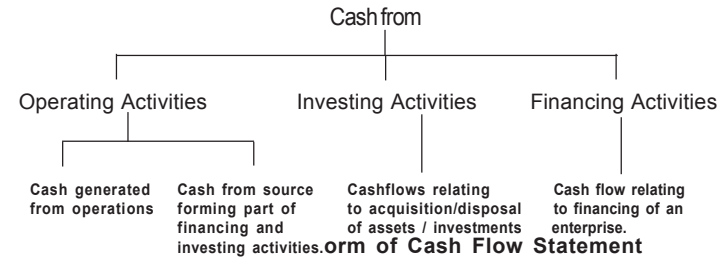 Cash from
Operating Activities
Investing Activities
Financing Activities
Cash generated
from operations
Cash from source
forming part of
financing and
investing activities.
Cashflows relating
to acquisition/disposal
of assets / investments
Cash flow relating
to financing of an
enterprise.
orm of Cash Flow Statement